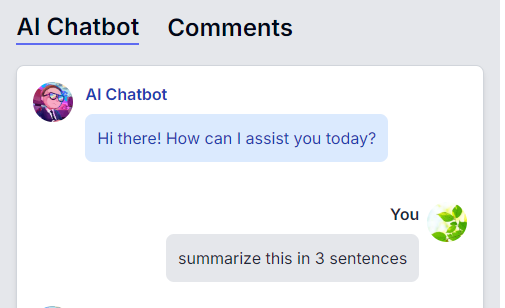 AI Chatbot Comments
AI Chatbot
Hi there! How can I assist you today?
You
summarize this in 3 sentences